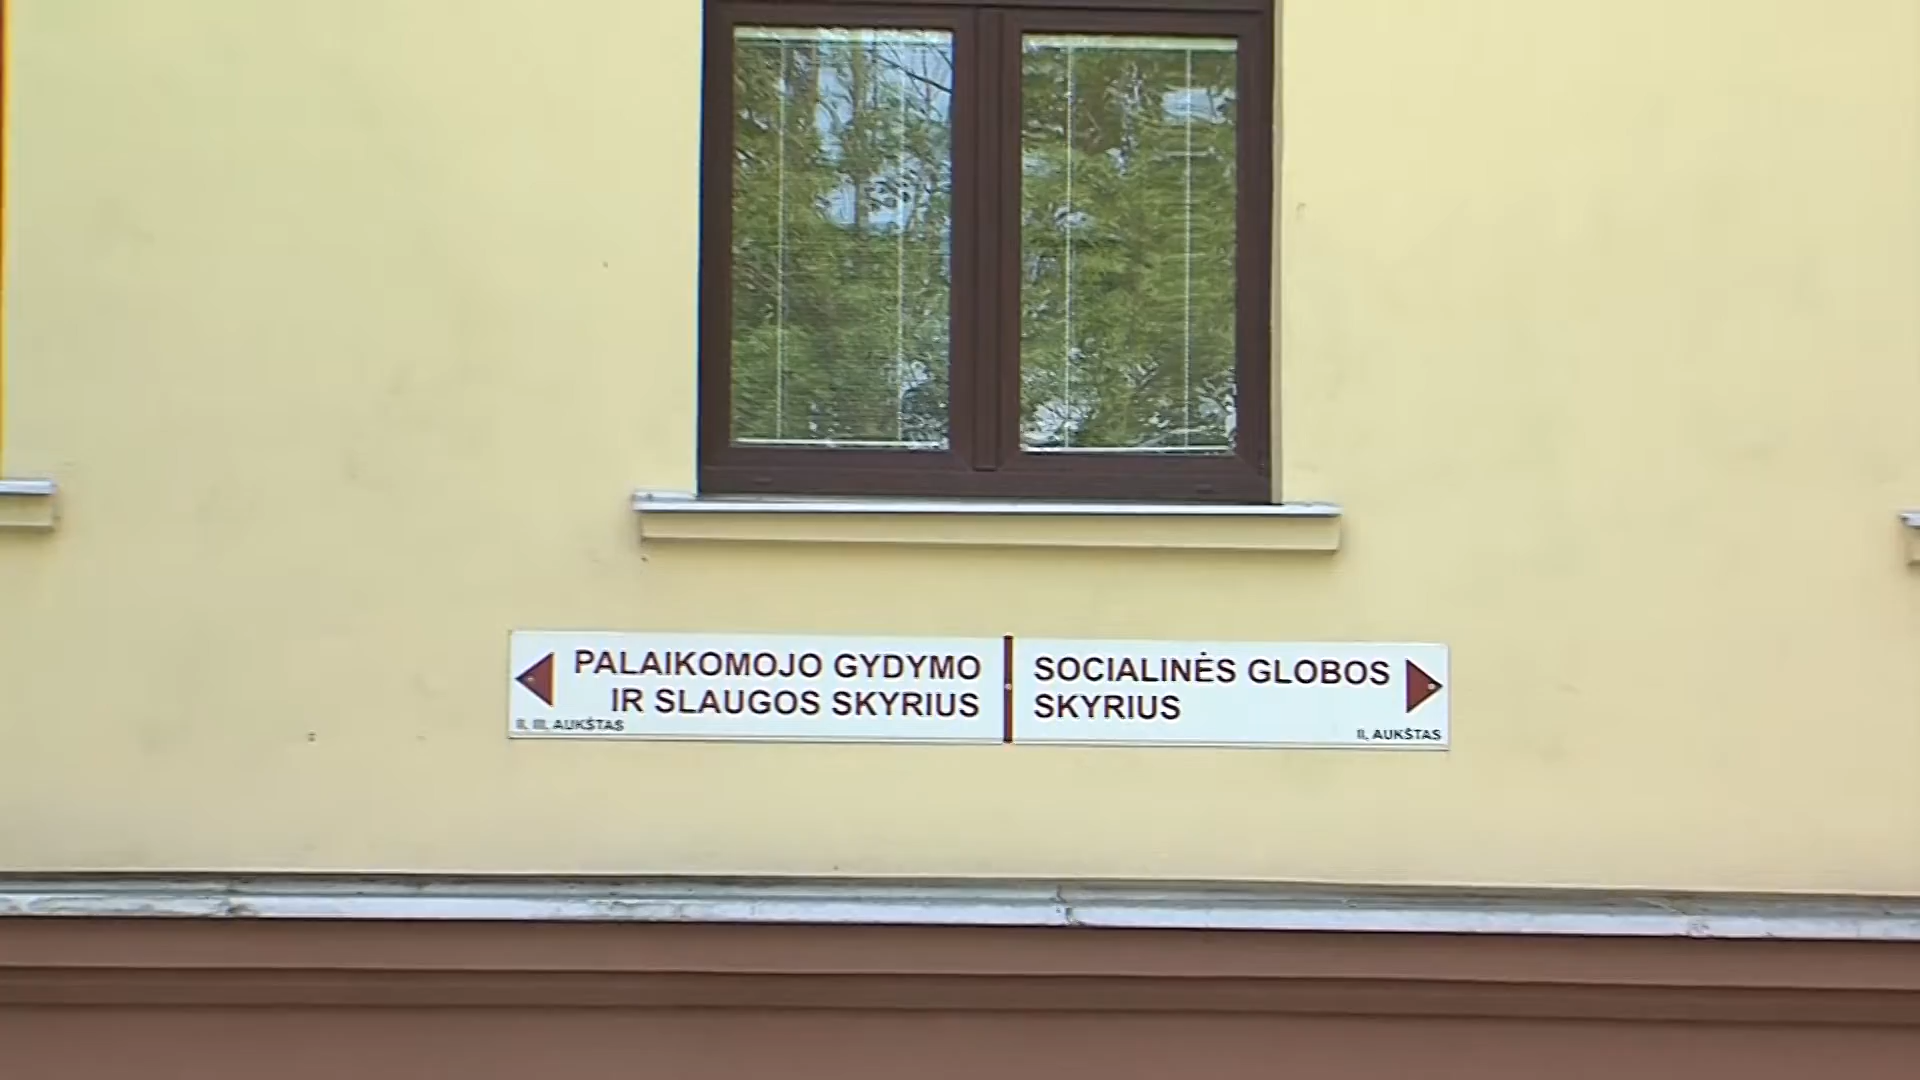 PALAIKOMOJO GYDYMO
IR SLAUGOS SKYRIUS
II, III, AUKŠTAS
SOCIALINĖS GLOBOS
SKYRIUS
II, AUKŠTAS